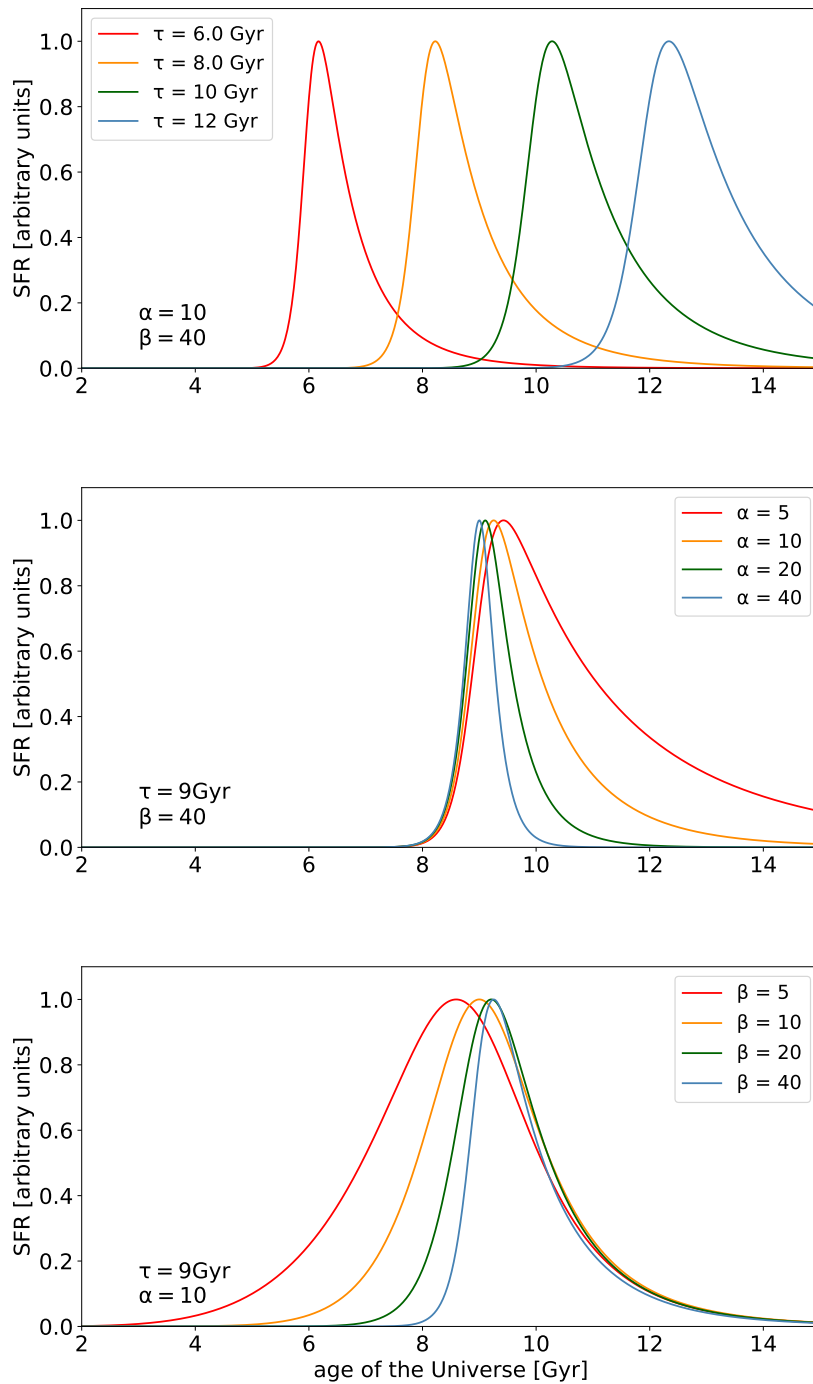 τ = 6.0 Gyr
τ = 8.0 Gyr
τ = 10 Gyr
τ = 12 Gyr
SFR [arbitrary units]
1.0
0.8
0.6
0.4
0.2
0.0
α = 10
β = 40
2 4 6 8 10 12 14
α = 5
α = 10
α = 20
α = 40
SFR [arbitrary units]
1.0
0.8
0.6
0.4
0.2
0.0
τ = 9Gyr
β = 40
2 4 6 8 10 12 14
β = 5
β = 10
β = 20
β = 40
SFR [arbitrary units]
1.0
0.8
0.6
0.4
0.2
0.0
τ = 9Gyr
α = 10
2 4 6 8 10 12 14
age of the Universe [Gyr]